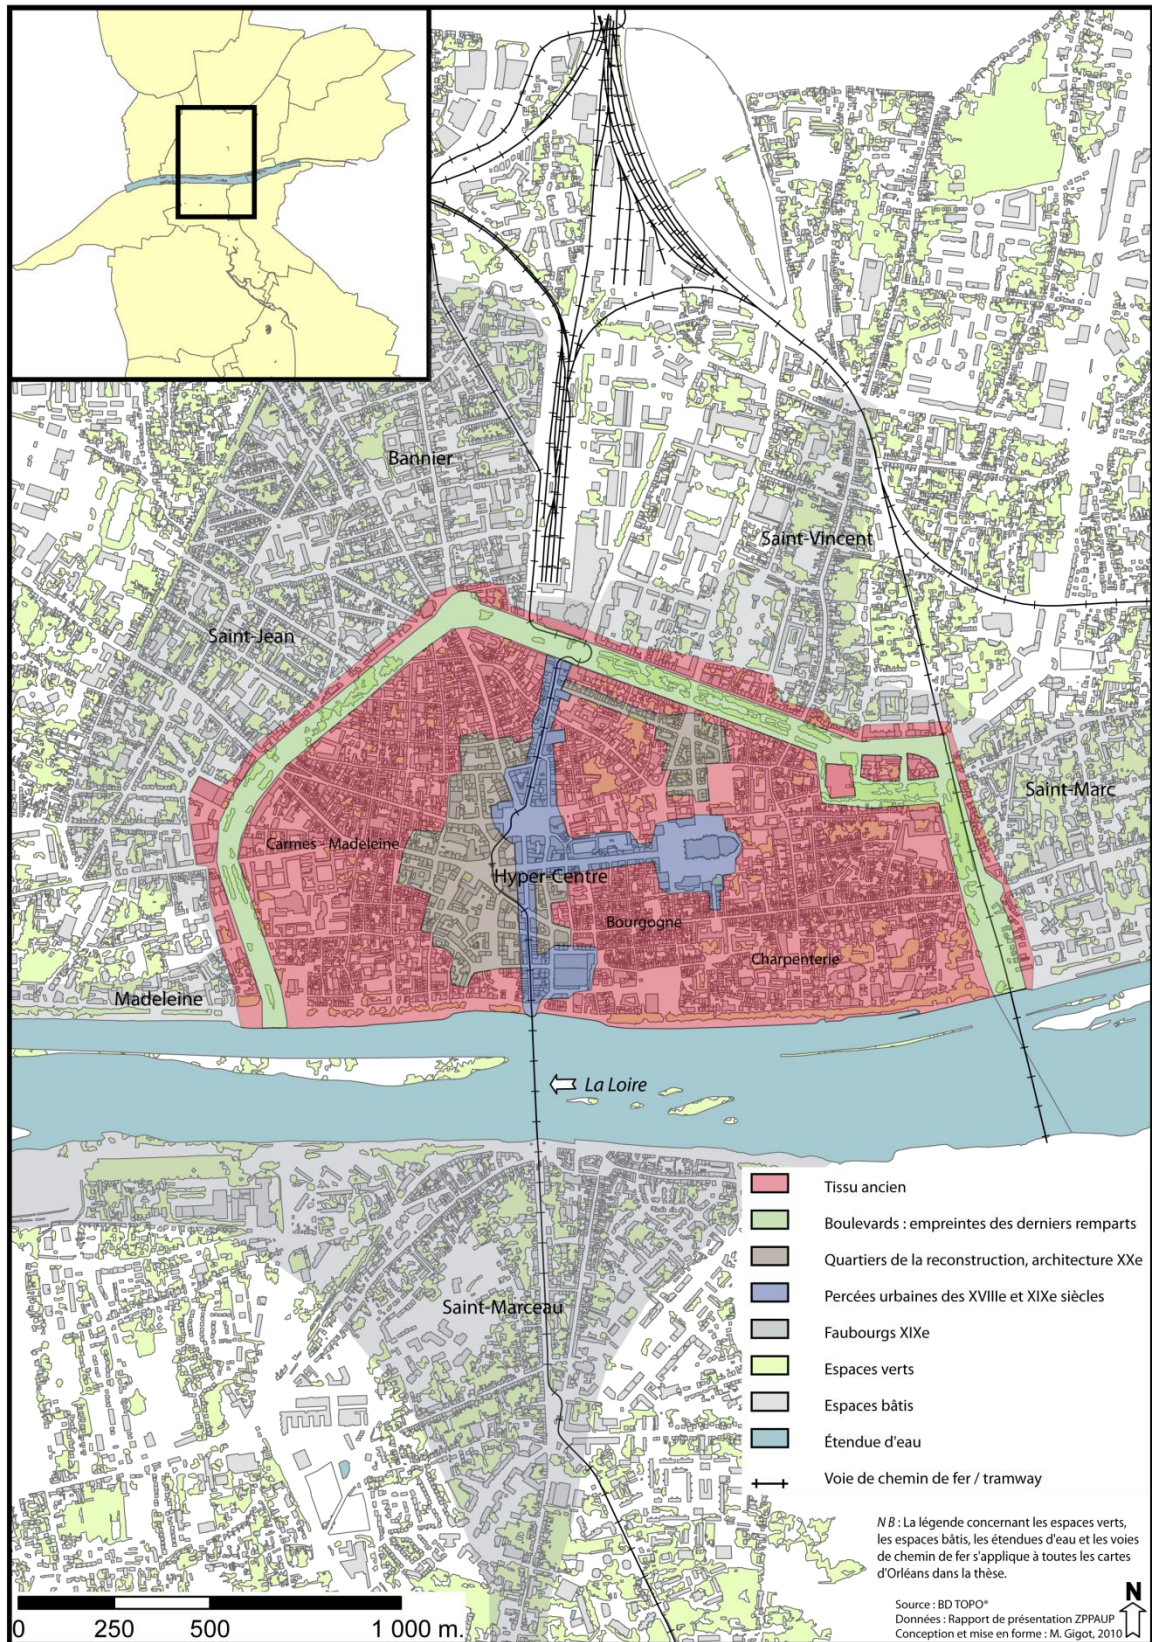 Bannier
Saint-Vincent
Saint-Jean
Saint-Marc
Carmes - Madeleine
Hyper-Centre
Bourgogne
Charpenterie
Madeleine
La Loire
Saint-Marceau
Tissu ancien
Boulevards : empreintes des derniers remparts
Quartiers de la reconstruction, architecture XXe
Percées urbaines des XVIIIe et XIXe siècles
Faubourgs XIXe
Espaces verts
Espaces bâtis
Étendue d'eau
Voie de chemin de fer / tramway
N B : La légende concernant les espaces verts,
les espaces bâtis, les étendues d'eau et les voies
de chemin de fer s'applique à toutes les cartes
d'Orléans dans la thèse.
Source : BD TOPO®
Données : Rapport de présentation ZPPAUP
Conception et mise en forme : M. Gigot, 2010
N
0 250 500 1 000 m.